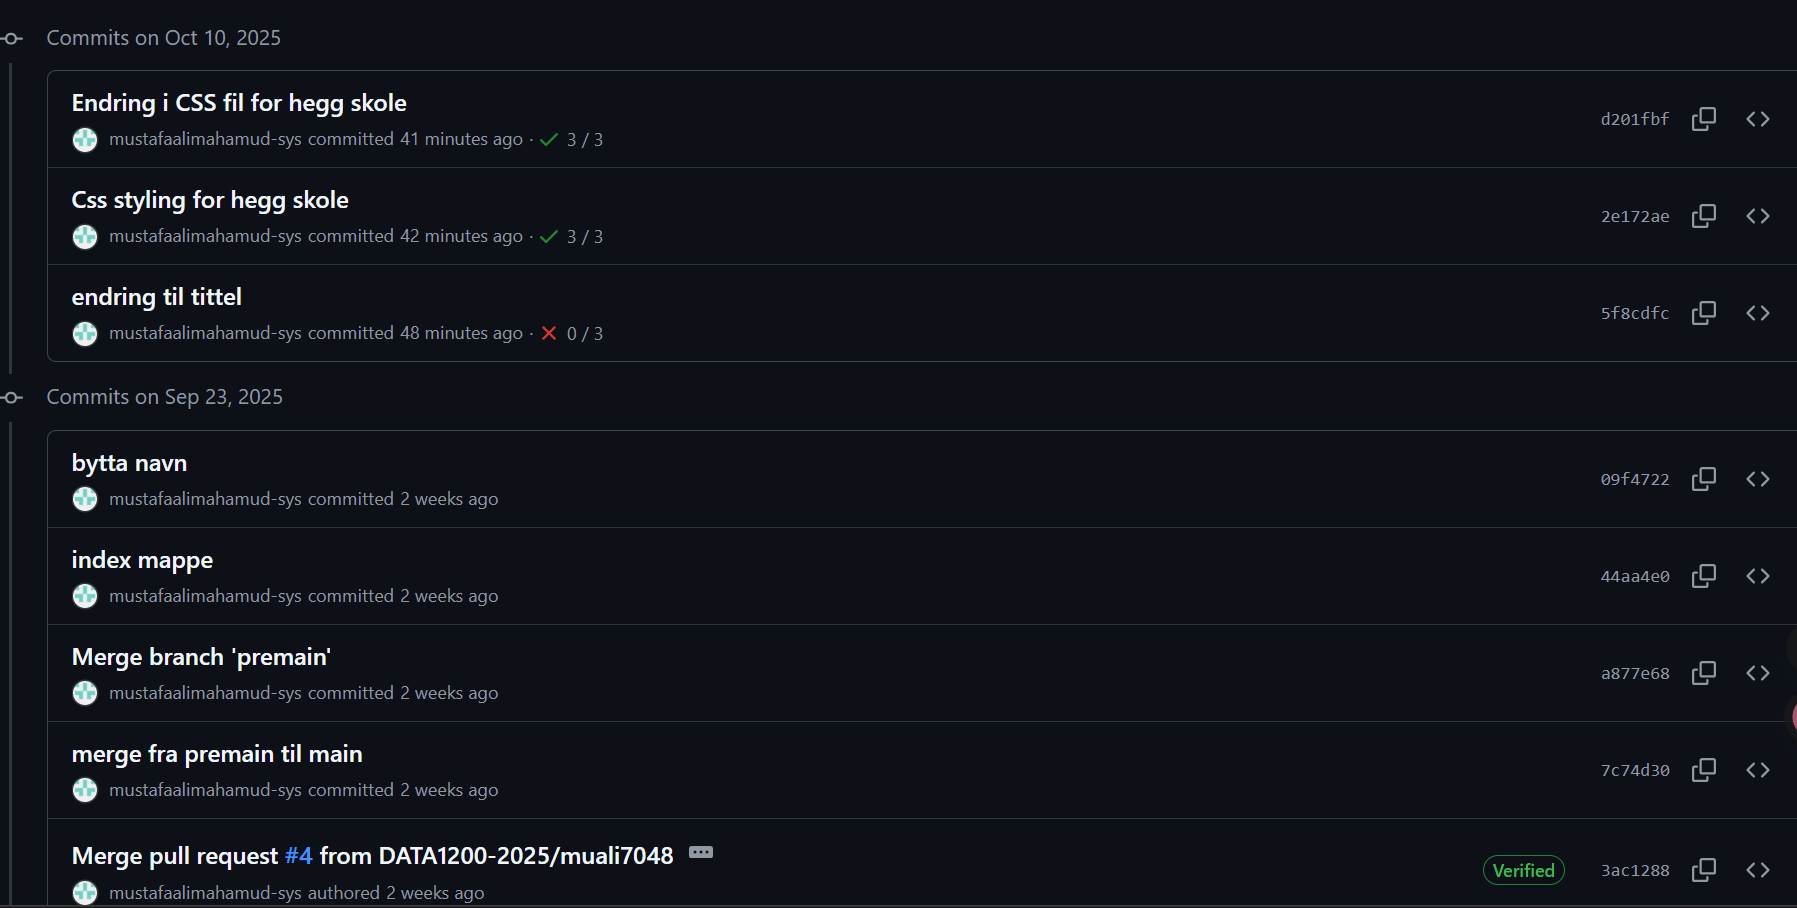 Commits on Oct 10, 2025
Endring i CSS fil for hegg skole
mustafaalimahamud-sys committed 41 minutes ago · 3 / 3
d201fbf
Css styling for hegg skole
mustafaalimahamud-sys committed 42 minutes ago · 3 / 3
2e172ae
endring til tittel
mustafaalimahamud-sys committed 48 minutes ago · 0 / 3
5f8cdfc
Commits on Sep 23, 2025
bytta navn
mustafaalimahamud-sys committed 2 weeks ago
09f4722
index mappe
mustafaalimahamud-sys committed 2 weeks ago
44aa4e0
Merge branch 'premain'
mustafaalimahamud-sys committed 2 weeks ago
a877e68
merge fra premain til main
mustafaalimahamud-sys committed 2 weeks ago
7c74d30
Merge pull request #4 from DATA1200-2025/muali7048
mustafaalimahamud-sys authored 2 weeks ago
Verified
3ac1288